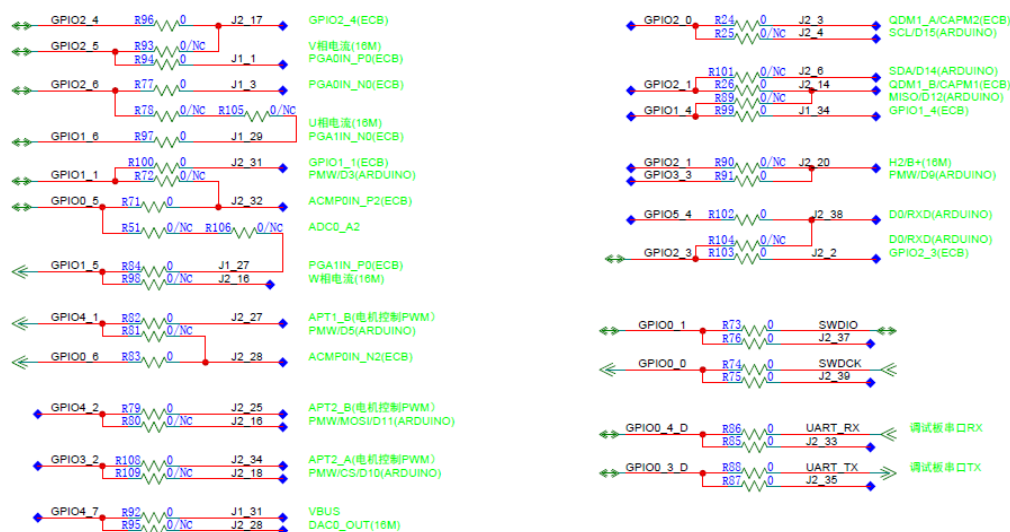 GPIO2_4 R96 0 J2_17 GPIO2_4(ECB)
GPIO2_5 R93 0/NC V相电流(16M)
R94 0 J1_1 PGA0IN_P0(ECB)
GPIO2_6 R77 0 J1_3 PGA0IN_N0(ECB)
R78 0/NC R105 0/NC
U相电流(16M)
GPIO1_6 R97 0 J1_29 PGA1IN_N0(ECB)
R100 0 J2_31 GPIO1_1(ECB)
GPIO1_1 R72 0/NC PMW/D3(ARDUINO)
GPIO0_5 R71 0 J2_32 ACMP0IN_P2(ECB)
R51 0/NC R106 0/NC ADC0_A2
GPIO1_5 R84 0 J1_27 PGA1IN_P0(ECB)
R98 0/NC J2_16 W相电流(16M)
GPIO4_1 R82 0 J2_27 APT1_B(电机控制PWM)
R81 0/NC PMW/D5(ARDUINO)
GPIO0_6 R83 0 J2_28 ACMP0IN_N2(ECB)
GPIO4_2 R79 0 J2_25 APT2_B(电机控制PWM)
R80 0/NC J2_16 PMW/MOSI/D11(ARDUINO)
GPIO3_2 R108 0 J2_34 APT2_A(电机控制PWM)
R109 0/NC J2_18 PMW/CS/D10(ARDUINO)
GPIO4_7 R92 0 J1_31 VBUS
R95 0/NC J2_28 DAC0_OUT(16M)
GPIO2_0 R24 0 J2_3 QDM1_A/CAPM2(ECB)
R25 0/NC J2_4 SCL/D15(ARDUINO)
R101 0/NC J2_6 SDA/D14(ARDUINO)
GPIO2_1 R26 0 J2_14 QDM1_B/CAPM1(ECB)
R89 0/NC MISO/D12(ARDUINO)
GPIO1_4 R99 0 J1_34 GPIO1_4(ECB)
GPIO2_1 R90 0/NC J2_20 H2/B+(16M)
GPIO3_3 R91 0 PMW/D9(ARDUINO)
GPIO5_4 R102 0 J2_38 D0/RXD(ARDUINO)
R104 0/NC D0/RXD(ARDUINO)
GPIO2_3 R103 0 J2_2 GPIO2_3(ECB)
GPIO0_1 R73 0 SWDIO
R76 0 J2_37
GPIO0_0 R74 0 SWDCK
R75 0 J2_39
GPIO0_4_D R86 0 UART_RX 调试板串口RX
R85 0 J2_33
GPIO0_3_D R88 0 UART_TX 调试板串口TX
R87 0 J2_35